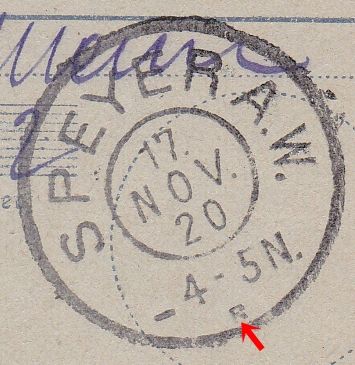 SPEYER A.W.
17.
NOV.
20
- 4-5N.